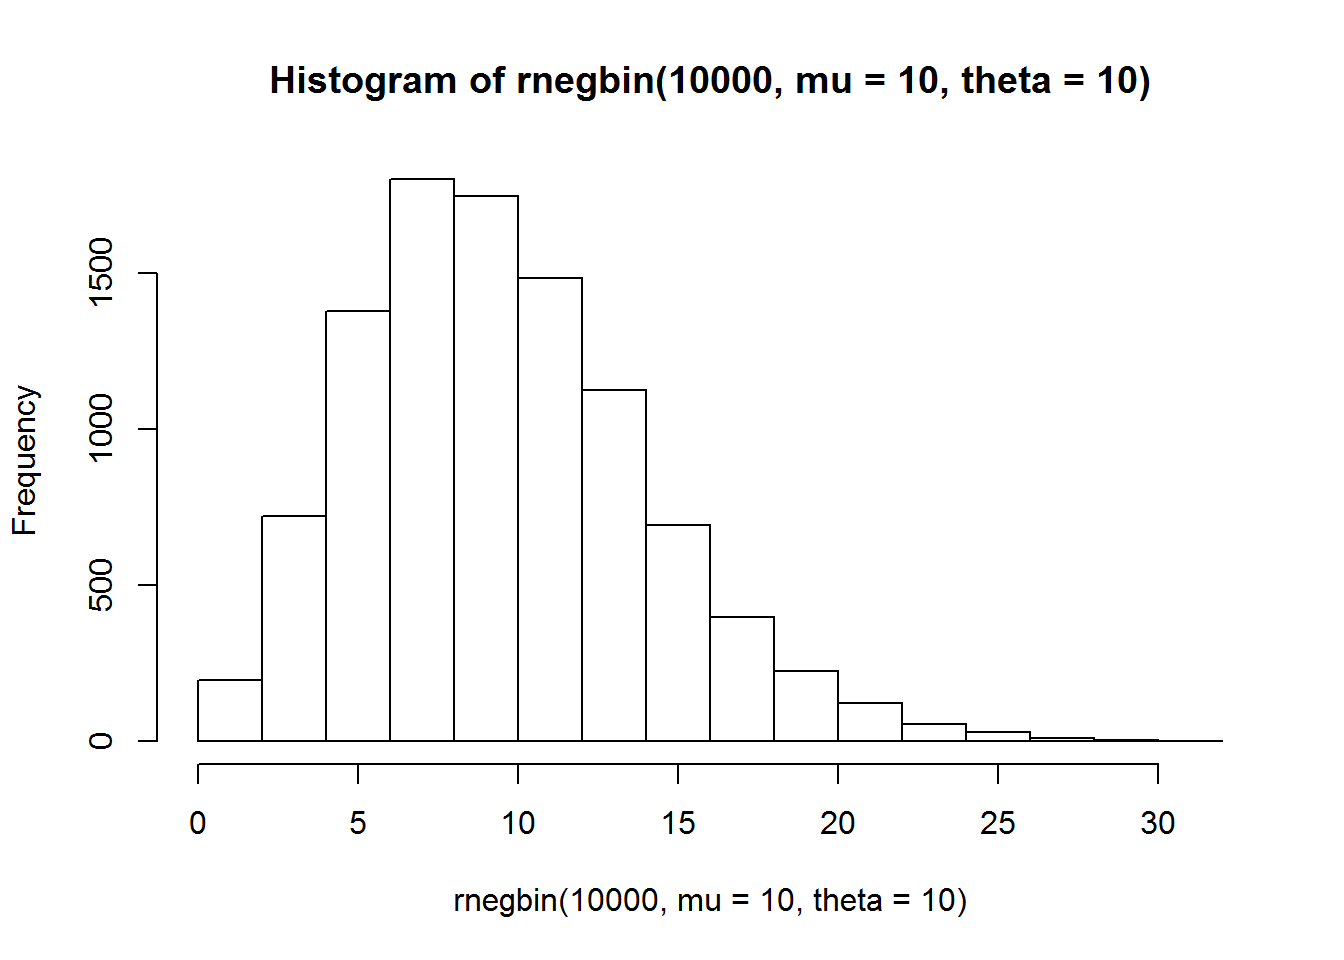 Histogram of rnegbin(10000, mu = 10, theta = 10)
Frequency
1500
1000
500
0
0 5 10 15 20 25 30
rnegbin(10000, mu = 10, theta = 10)